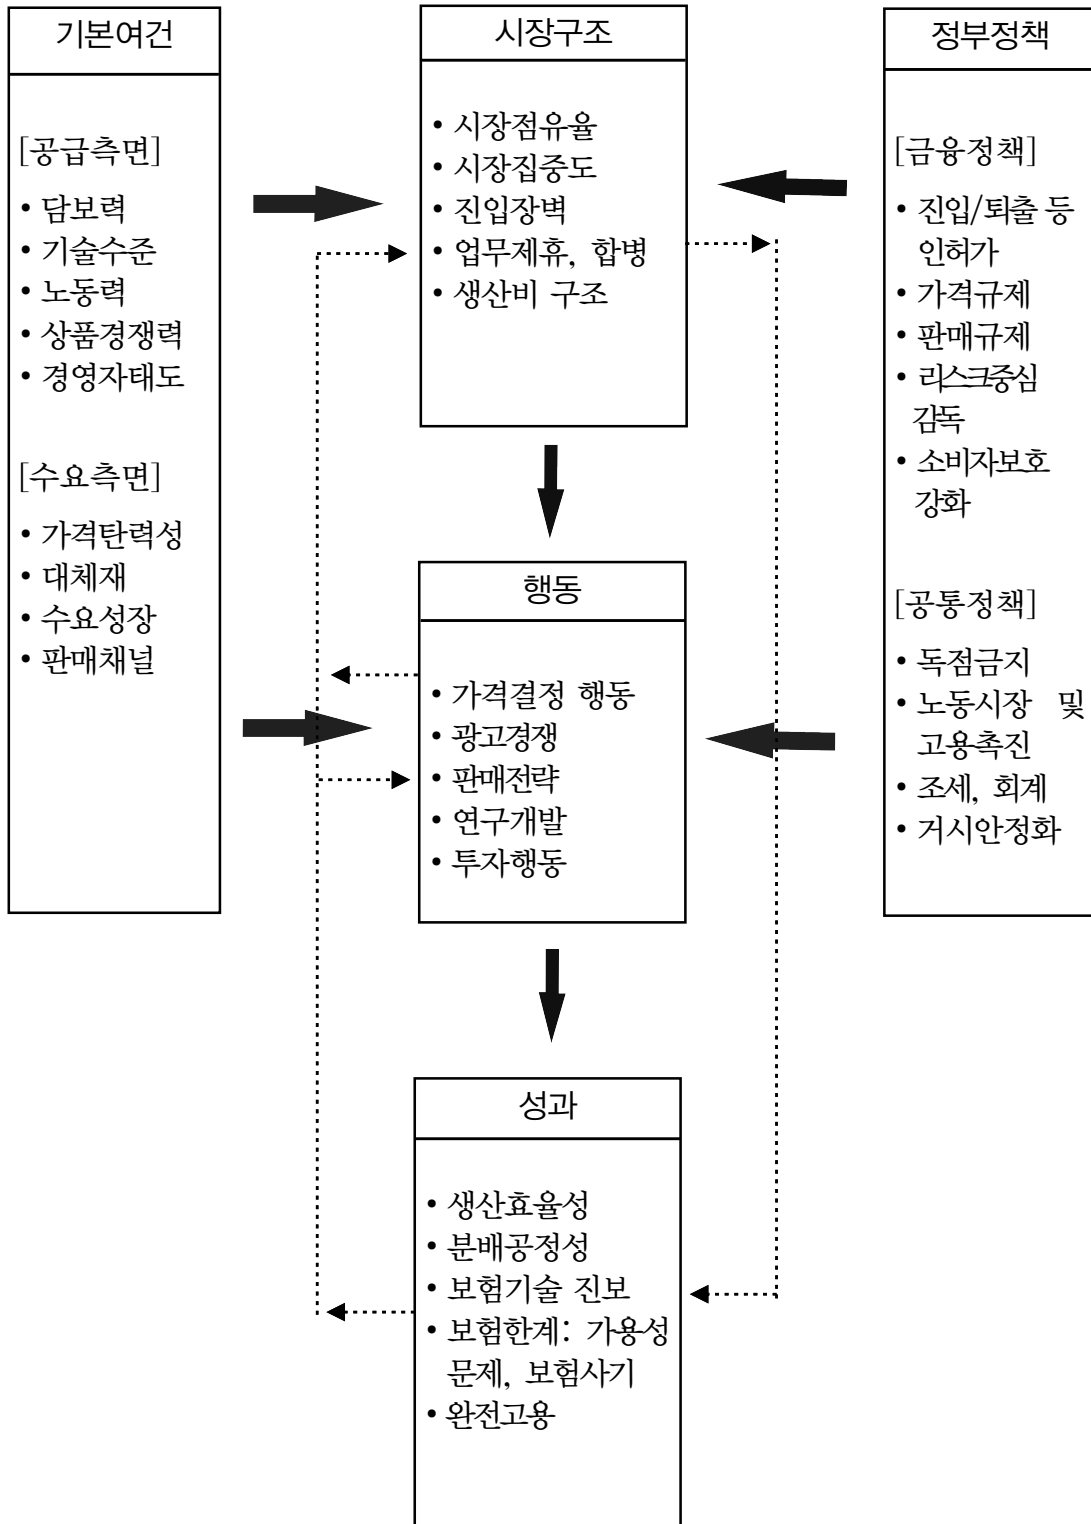 기본여건
[공급측면]
• 담보력
• 기술수준
• 노동력
• 상품경쟁력
• 경영자태도
[수요측면]
• 가격탄력성
• 대체재
• 수요성장
• 판매채널
시장구조
• 시장점유율
• 시장집중도
• 진입장벽
• 업무제휴, 합병
• 생산비 구조
행동
• 가격결정 행동
• 광고경쟁
• 판매전략
• 연구개발
• 투자행동
성과
• 생산효율성
• 분배공정성
• 보험기술 진보
• 보험한계: 가용성
문제, 보험사기
• 완전고용
정부정책
[금융정책]
• 진입/퇴출 등
인허가
• 가격규제
• 판매규제
• 리스크중심
감독
• 소비자보호
강화
[공통정책]
• 독점금지
• 노동시장 및
고용촉진
• 조세, 회계
• 거시안정화